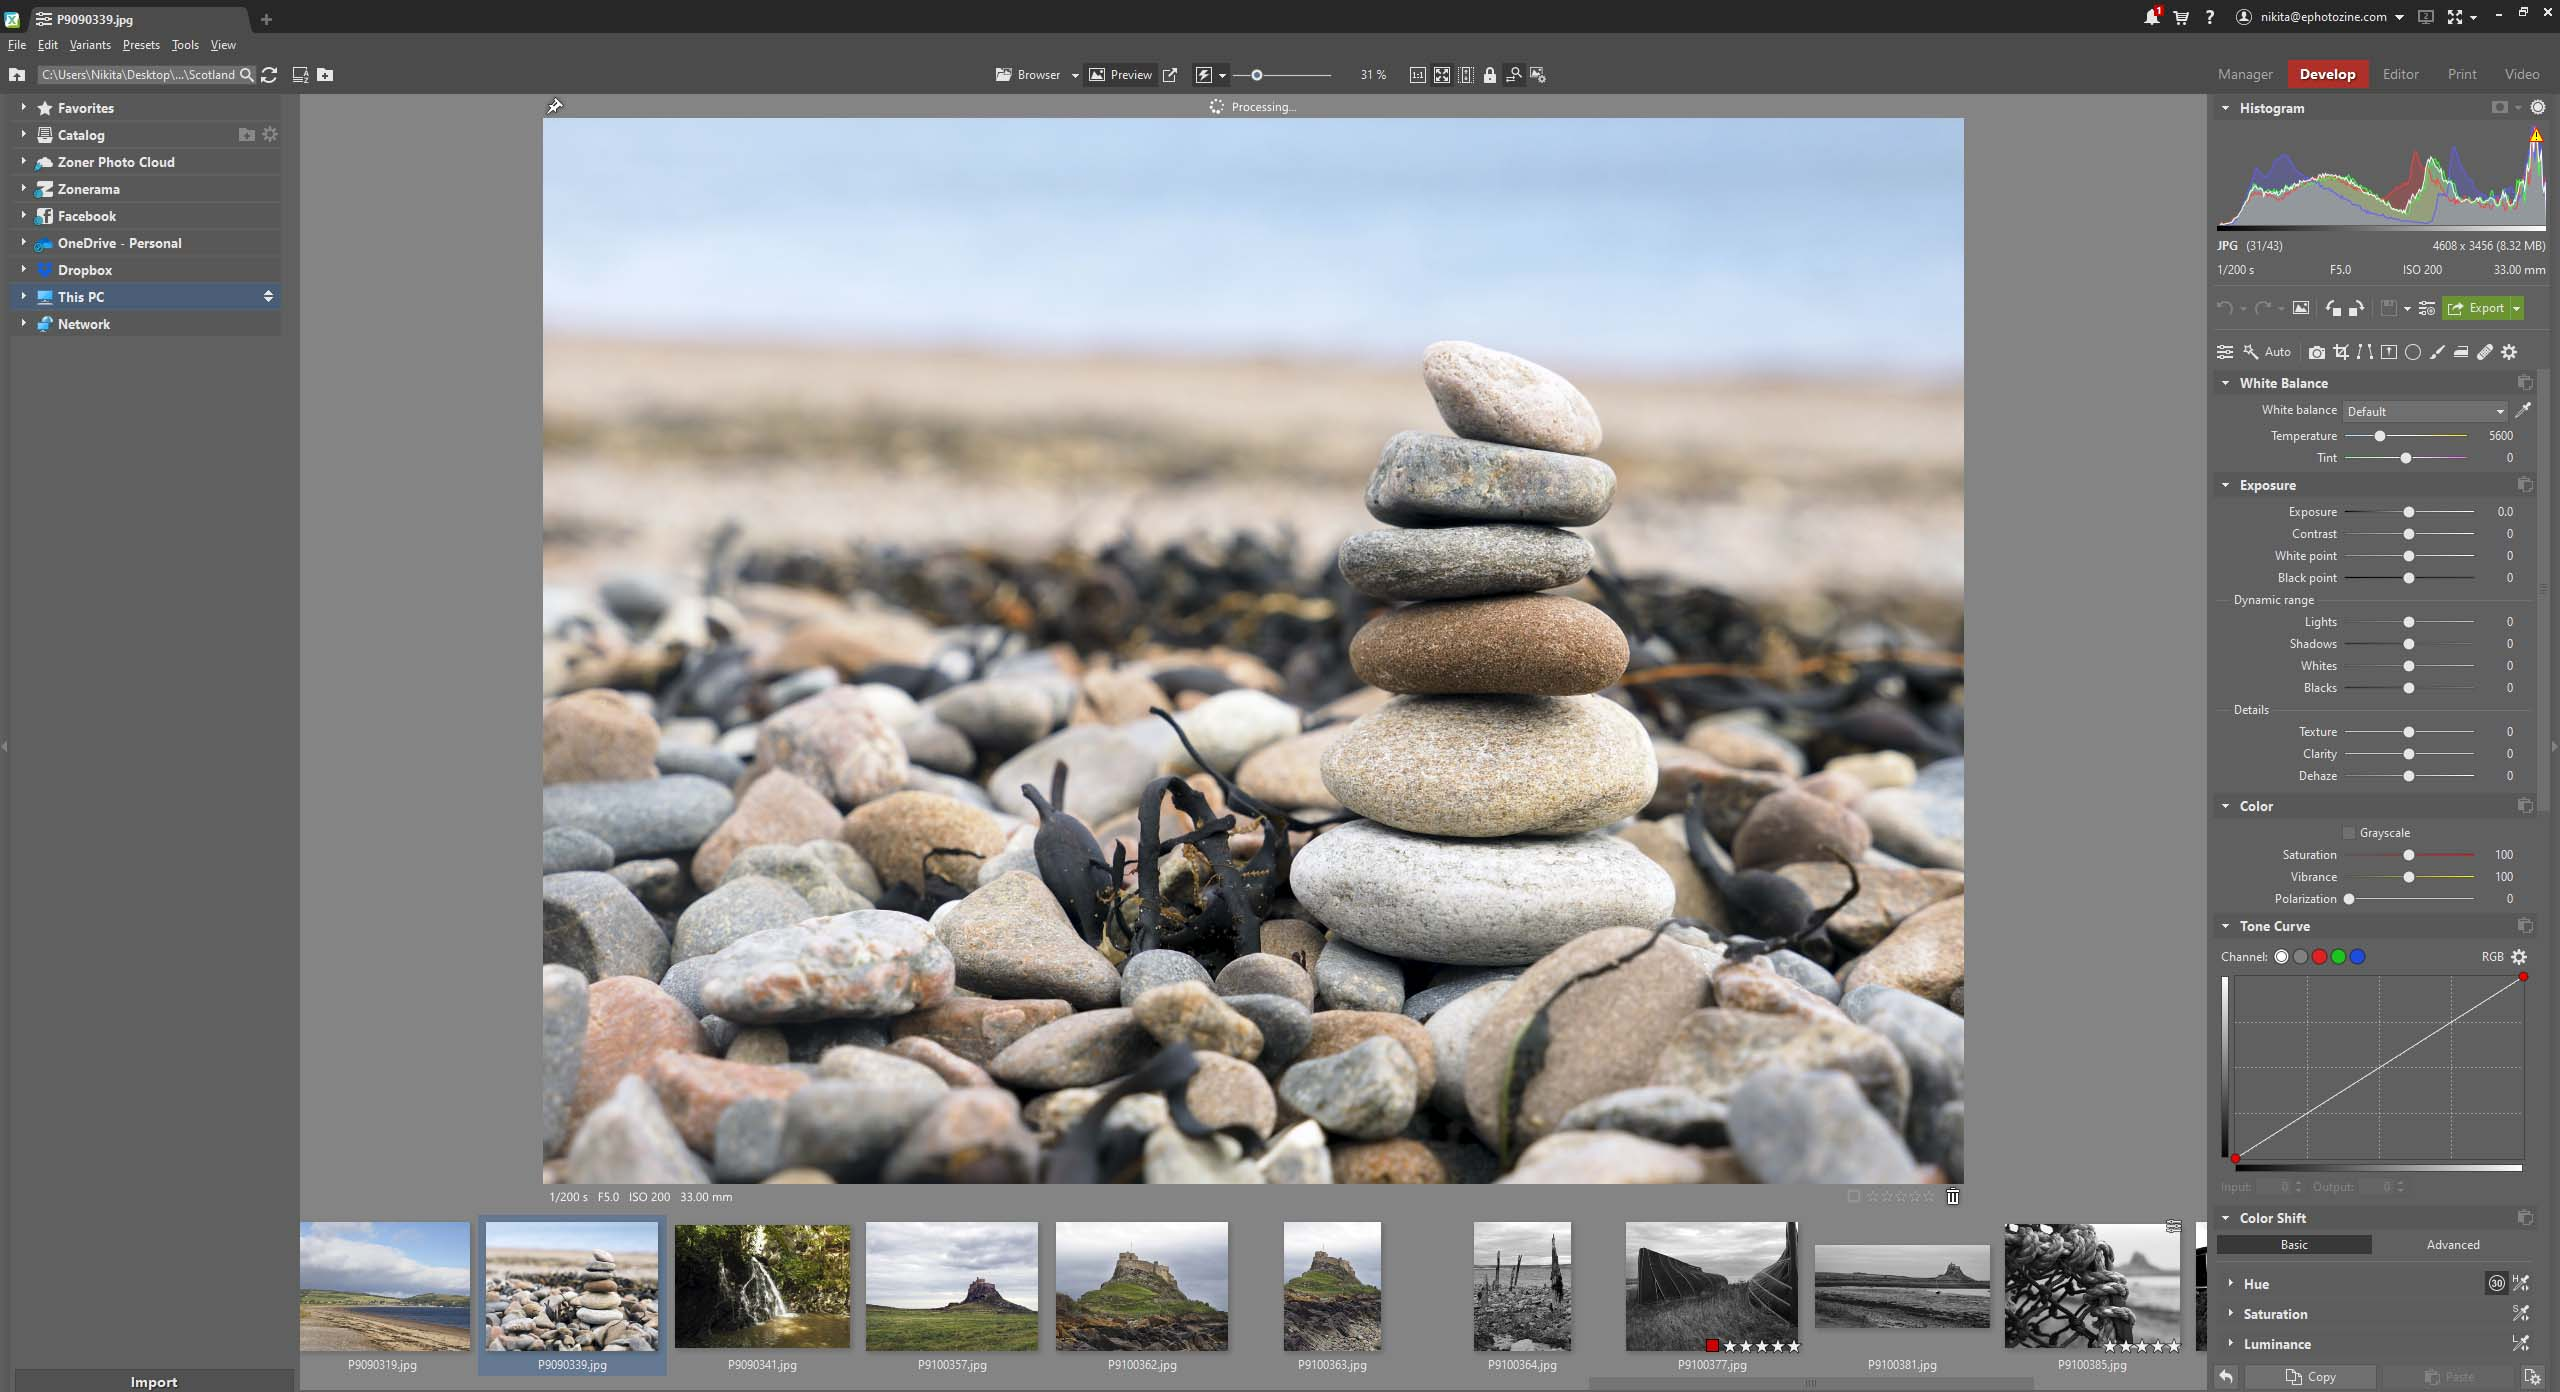 P9090339.jpg
nikita@ephotozine.com
File Edit Variants Presets Tools View
C:\Users\Nikita\Desktop\...\Scotland
Browser Preview 31 % 1:1
Manager Develop Editor Print Video
Processing...
Favorites
Catalog
Zoner Photo Cloud
Zonerama
Facebook
OneDrive - Personal
Dropbox
This PC
Network
Import
1/200 s F5.0 ISO 200 33.00 mm
P9090319.jpg P9090339.jpg P9090341.jpg P9100357.jpg P9100362.jpg P9100363.jpg P9100364.jpg P9100377.jpg P9100381.jpg P9100385.jpg
Histogram
JPG (31/43) 4608 x 3456 (8.32 MB)
1/200 s F5.0 ISO 200 33.00 mm
Export
Auto
White Balance
White balance Default
Temperature 5600
Tint 0
Exposure
Exposure 0.0
Contrast 0
White point 0
Black point 0
Dynamic range
Lights 0
Shadows 0
Whites 0
Blacks 0
Details
Texture 0
Clarity 0
Dehaze 0
Color
Grayscale
Saturation 100
Vibrance 100
Polarization 0
Tone Curve
Channel: RGB
Input: 0 Output: 0
Color Shift
Basic Advanced
Hue 30 H
Saturation S
Luminance L
Copy Paste